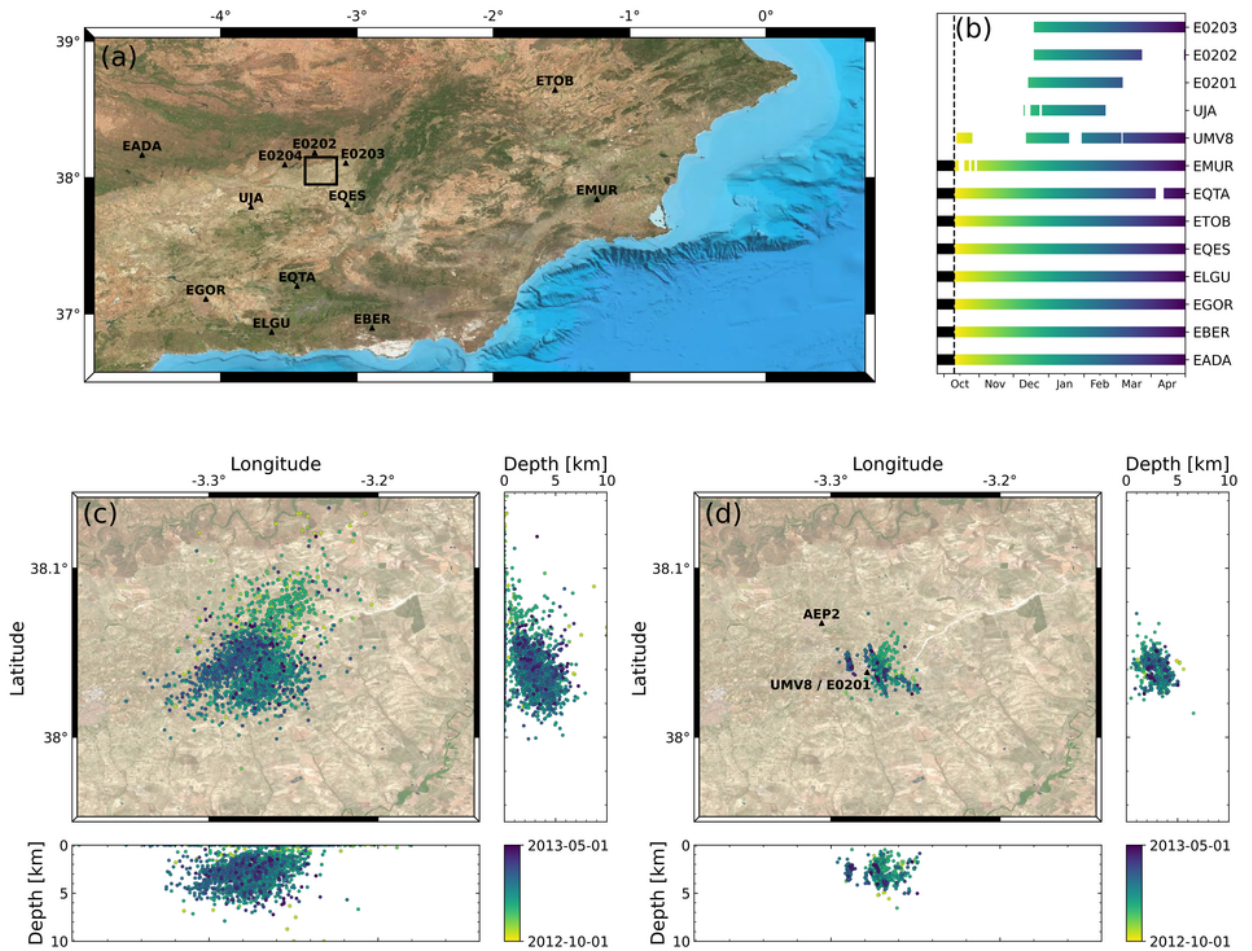 -4° -3° -2° -1° 0°
39°
38°
37°
(a)
ETOB
EADA
E0202
E0204 E0203
UJA EQES EMUR
EQTA
EGOR
ELGU EBER
(b)
E0203
E0202
E0201
UJA
UMV8
EMUR
EQTA
ETOB
EQES
ELGU
EGOR
EBER
EADA
Oct Nov Dec Jan Feb Mar Apr
Longitude
-3.3° -3.2°
(c)
38.1°
38°
Latitude
Depth [km]
0 5 10
Depth [km]
0
5
10
2013-05-01
2012-10-01
Longitude
-3.3° -3.2°
(d)
38.1°
38°
Latitude
AEP2
UMV8 / E0201
Depth [km]
0 5 10
Depth [km]
0
5
10
2013-05-01
2012-10-01